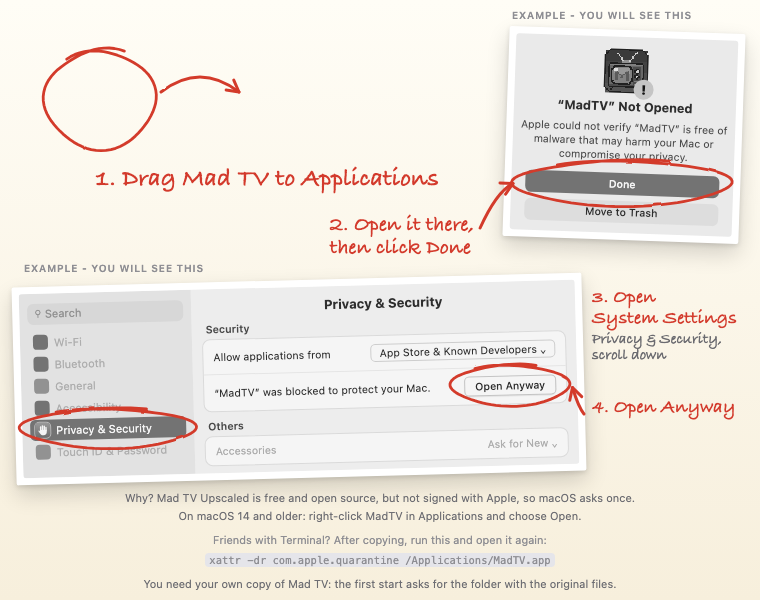 EXAMPLE - YOU WILL SEE THIS
“MadTV” Not Opened
Apple could not verify “MadTV” is free of
malware that may harm your Mac or
compromise your privacy.
Done
Move to Trash
1. Drag Mad TV to Applications
2. Open it there,
then click Done
EXAMPLE - YOU WILL SEE THIS
Search
Wi-Fi
Bluetooth
General
Accessibility
Privacy & Security
Touch ID & Password
Privacy & Security
Security
Allow applications from
App Store & Known Developers
“MadTV” was blocked to protect your Mac.
Open Anyway
Others
Accessories
Ask for New
3. Open
System Settings
Privacy & Security,
scroll down
4. Open Anyway
Why? Mad TV Upscaled is free and open source, but not signed with Apple, so macOS asks once.
On macOS 14 and older: right-click MadTV in Applications and choose Open.
Friends with Terminal? After copying, run this and open it again:
xattr -dr com.apple.quarantine /Applications/MadTV.app
You need your own copy of Mad TV: the first start asks for the folder with the original files.